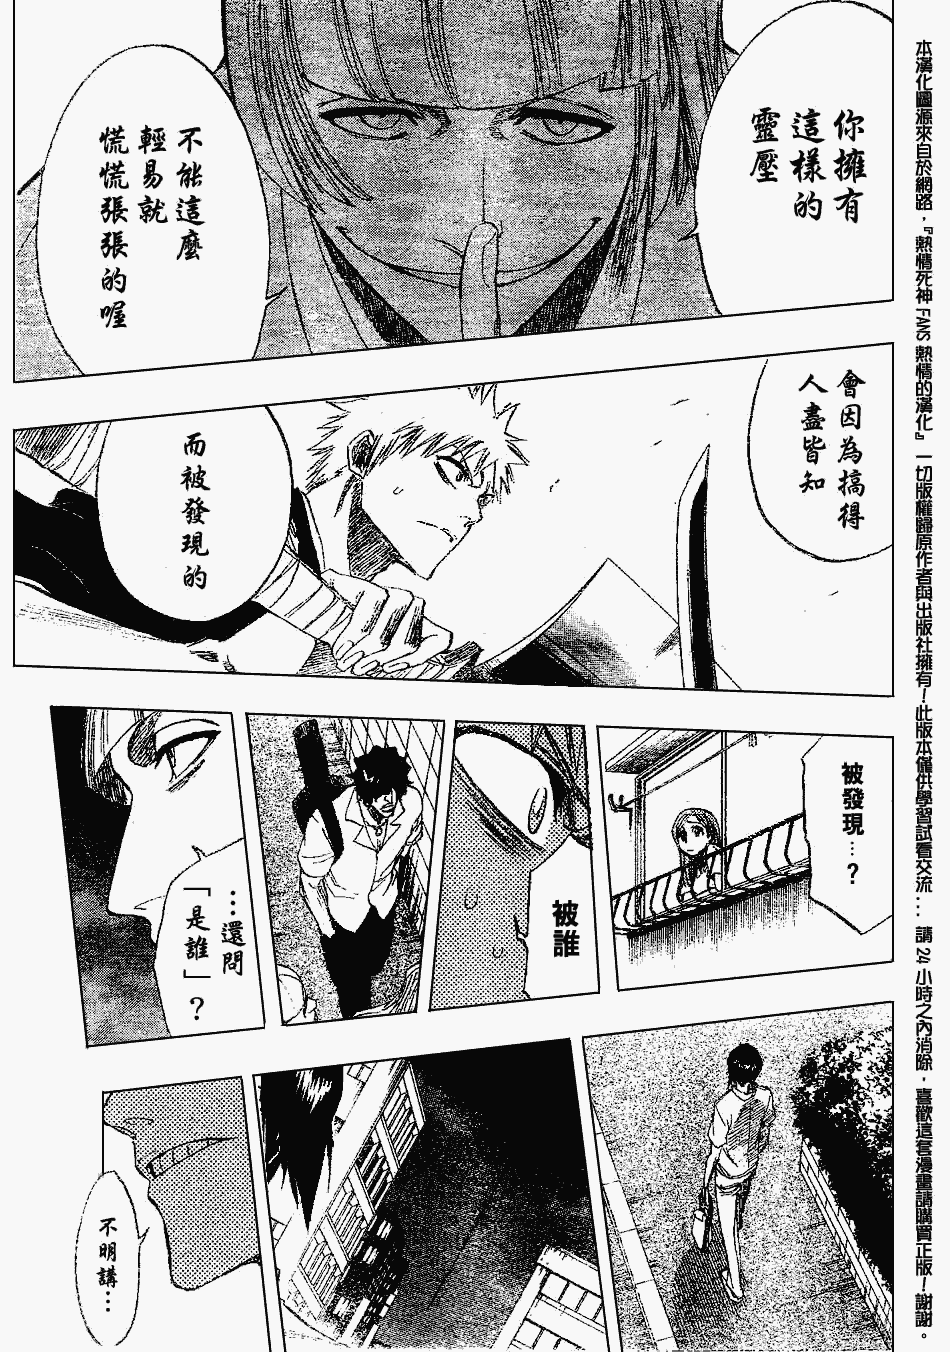 你擁有
這樣的
靈壓
不能這麼
輕易就
慌慌張張的喔
會因為搞得
人盡皆知
而被發現的
被發現…?
被誰
…還問
「是誰」?
不明講…
本漢化圖源來自於網路,『熱情死神FANS熱情的漢化』一切版權歸原作者與出版社擁有!此版本僅供學習試看交流... 請24小時之內消除,喜歡這套漫畫請購買正版!謝謝。